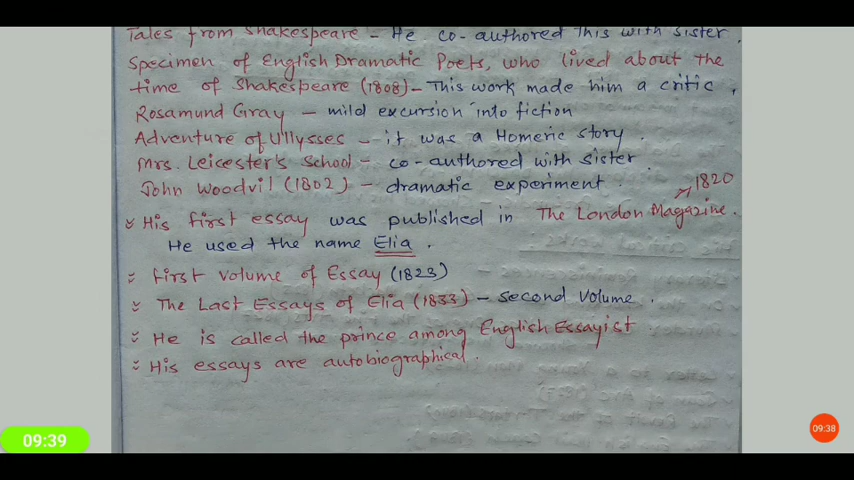 Tales from Shakespeare - He co-authored this with sister.
Specimen of English Dramatic Poets, who lived about the
time of Shakespeare (1808) - This work made him a critic.
Rosamund Gray - mild excursion into fiction
Adventure of Ullysses - it was a Homeric story.
Mrs. Leicester's School - co-authored with sister.
John Woodvil (1802) - dramatic experiment.
1820
His first essay was published in The London Magazine.
He used the name Elia.
First Volume of Essay (1823)
The Last Essays of Elia (1833) - second volume.
He is called the prince among English Essayist
His essays are autobiographical.
09:39
09:38